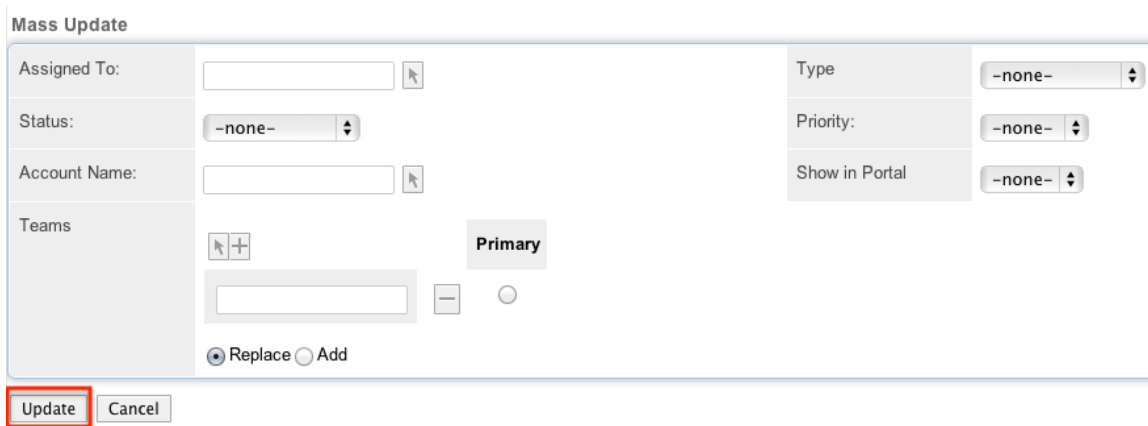 Mass Update
Assigned To:
Type
-none-
Status:
-none-
Priority:
-none-
Account Name:
Show in Portal
-none-
Teams
Primary
Replace
Add
Update
Cancel